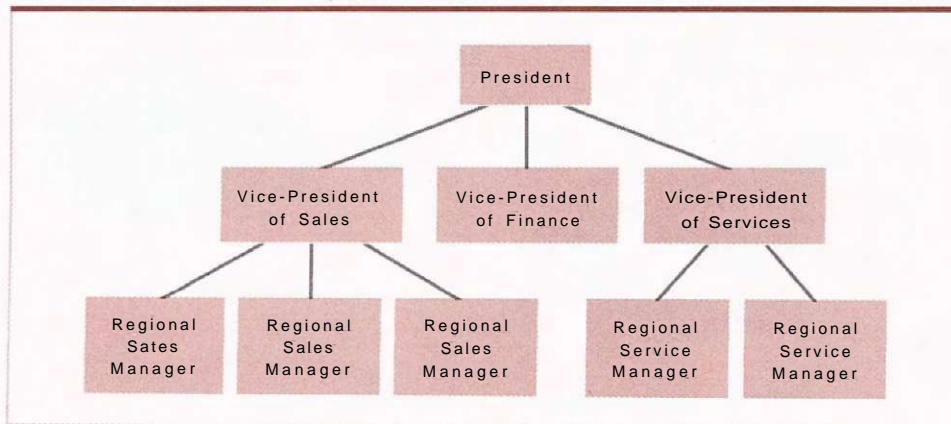 President
Vice-President
of Sales
Vice-President
of Finance
Vice-President
of Services
Regional
Sates
Manager
Regional
Sales
Manager
Regional
Sales
Manager
Regional
Service
Manager
Regional
Service
Manager